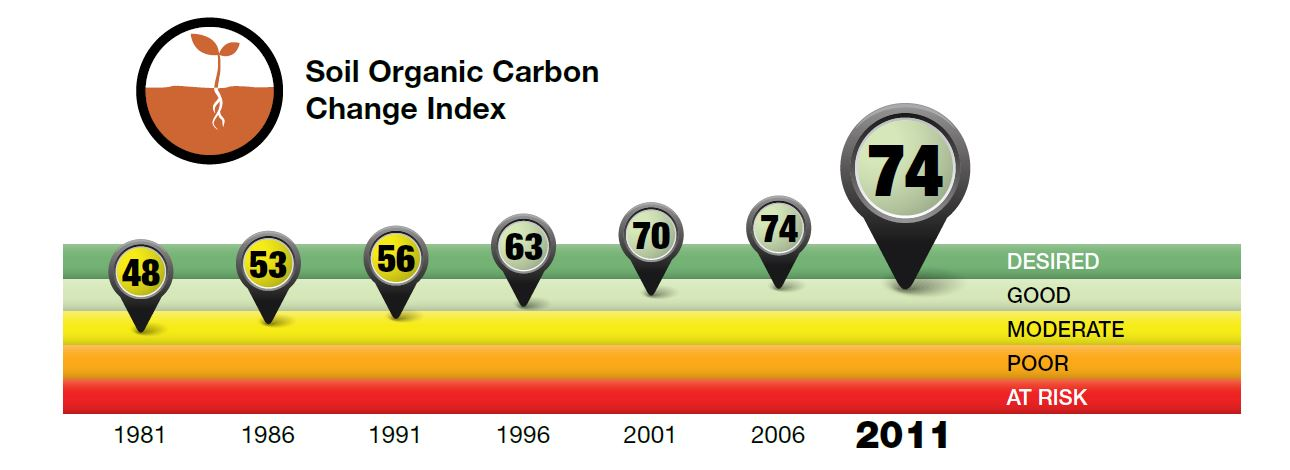 Soil Organic Carbon
Change Index
48
53
56
63
70
74
74
DESIRED
GOOD
MODERATE
POOR
AT RISK
1981
1986
1991
1996
2001
2006
2011